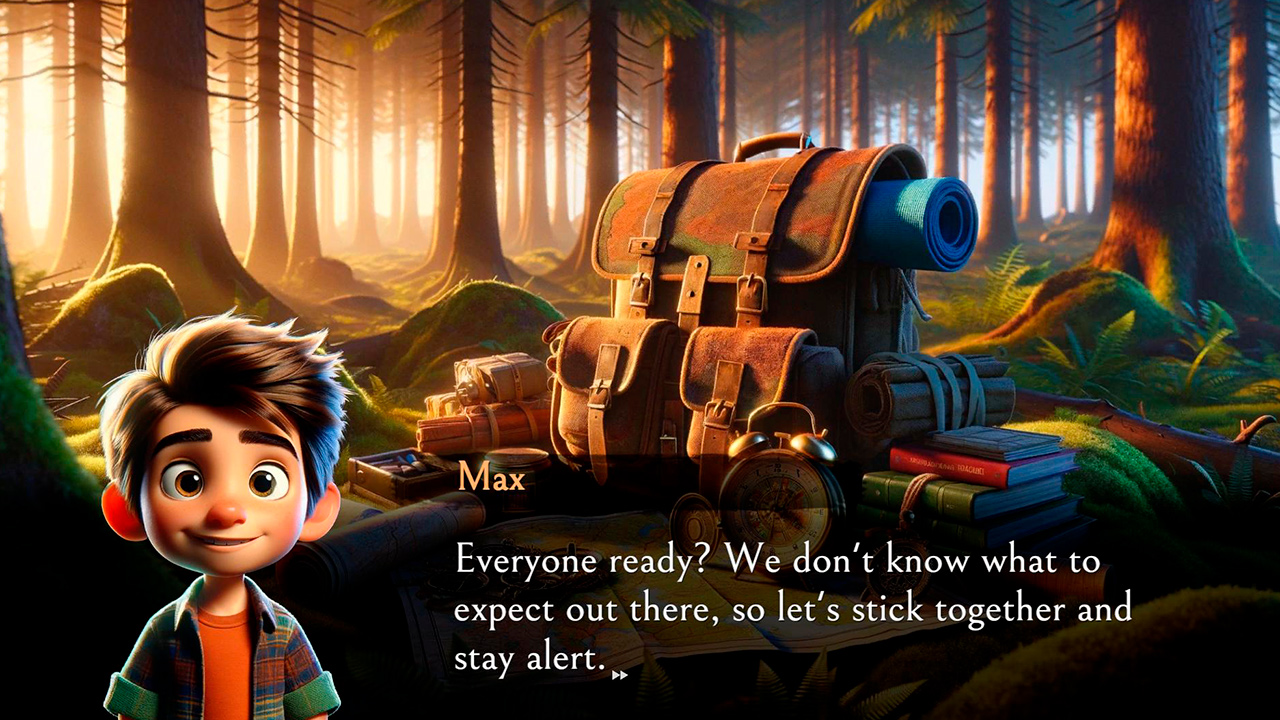 Max
Everyone ready? We don't know what to
expect out there, so let's stick together and
stay alert.